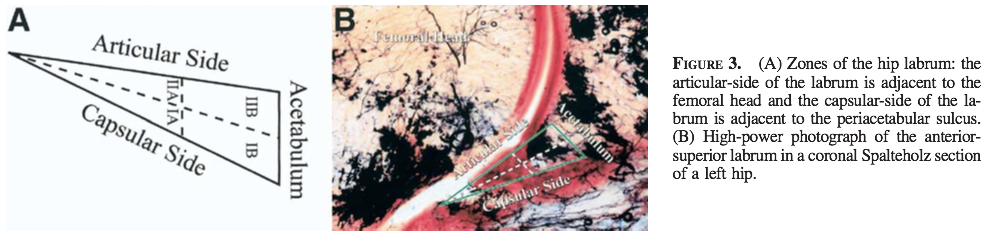 A
Articular Side
IIA
IA
IIB
IB
Capsular Side
Acetabulum
B
Femoral Head
Articular Side
Acetabulum
Capsular Side
FIGURE 3. (A) Zones of the hip labrum: the
articular-side of the labrum is adjacent to the
femoral head and the capsular-side of the la-
brum is adjacent to the periacetabular sulcus.
(B) High-power photograph of the anterior-
superior labrum in a coronal Spalteholz section
of a left hip.